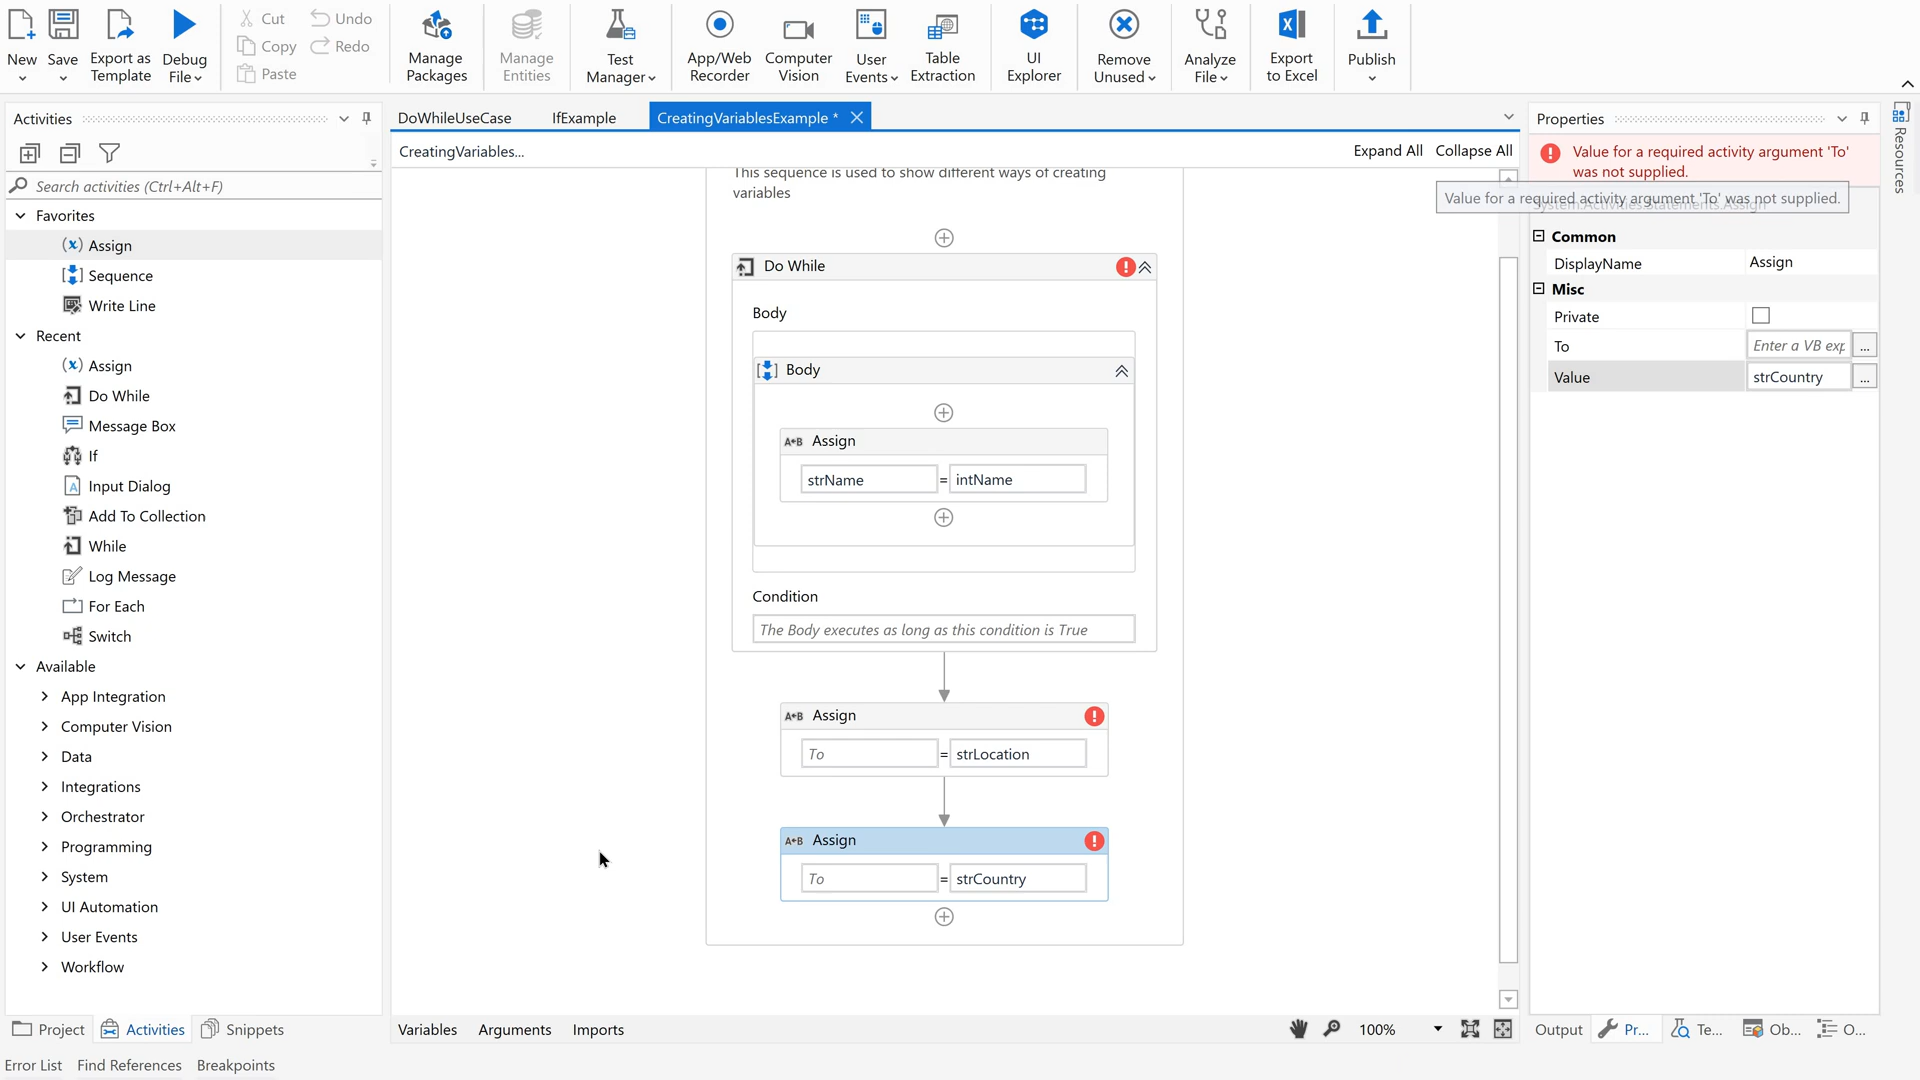 New
Save
Export as
Template
Debug
File
Cut
Copy
Paste
Undo
Redo
Manage
Packages
Manage
Entities
Test
Manager
App/Web
Recorder
Computer
Vision
User
Events
Table
Extraction
UI
Explorer
Remove
Unused
Analyze
File
Export
to Excel
Publish
Activities
Search activities (Ctrl+Alt+F)
Favorites
Assign
Sequence
Write Line
Recent
Assign
Do While
Message Box
If
Input Dialog
Add To Collection
While
Log Message
For Each
Switch
Available
App Integration
Computer Vision
Data
Integrations
Orchestrator
Programming
System
UI Automation
User Events
Workflow
Project
Activities
Snippets
Error List
Find References
Breakpoints
DoWhileUseCase
IfExample
CreatingVariablesExample *
CreatingVariables...
Expand All
Collapse All
This sequence is used to show different ways of creating
variables
Do While
Body
Body
A+B Assign
strName = intName
Condition
The Body executes as long as this condition is True
A+B Assign
To = strLocation
A+B Assign
To = strCountry
Variables
Arguments
Imports
100%
Properties
Value for a required activity argument 'To'
was not supplied.
Value for a required activity argument 'To' was not supplied.
System.Activities.Statements.Assign
Common
DisplayName
Assign
Misc
Private
To
Enter a VB exp
...
Value
strCountry
...
Output
Pr...
Te...
Ob...
O...
Resources